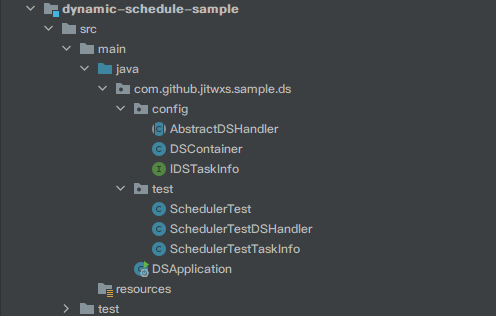 dynamic-schedule-sample
src
main
java
com.github.jitwxs.sample.ds
config
AbstractDSHandler
DSContainer
IDSTaskInfo
test
SchedulerTest
SchedulerTestDSHandler
SchedulerTestTaskInfo
DSApplication
resources
test